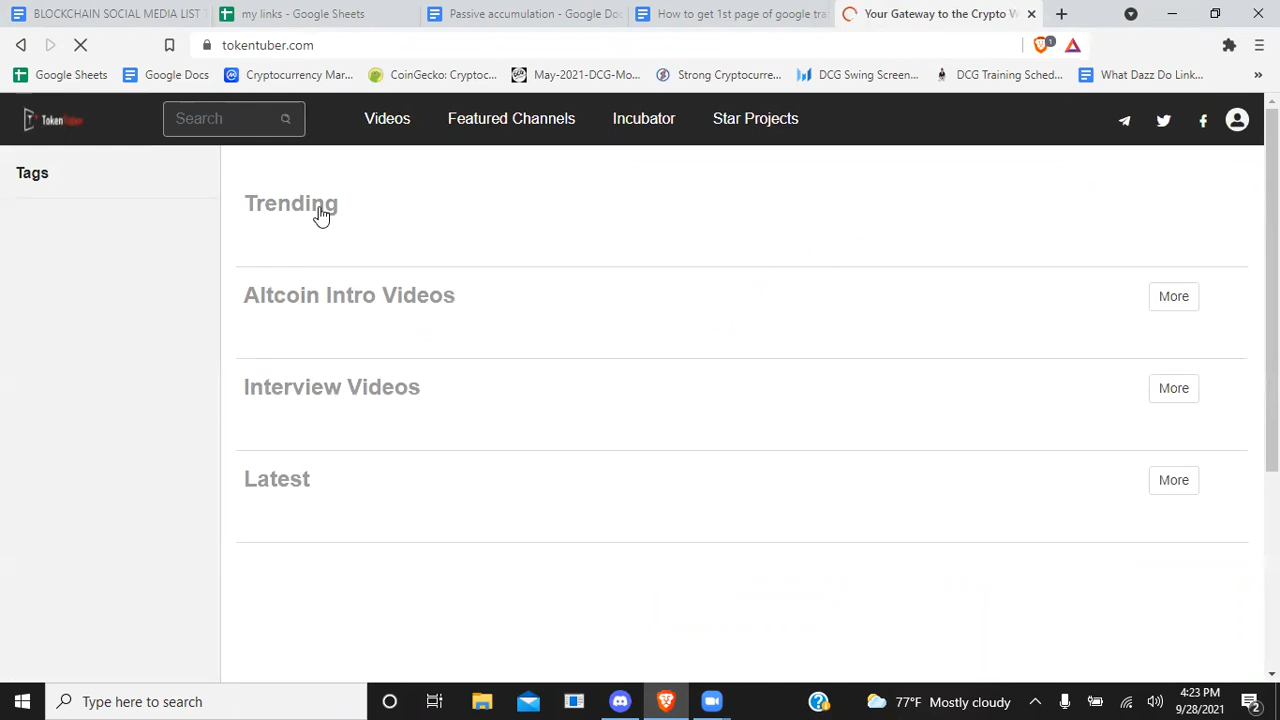 BLOCKCHAIN SOCIAL MEDIA LIST
my links - Google Sheets
Passive accumulation - Google Doc
How to get 1st page of google tra
Your Gateway to the Crypto W
tokentuber.com
1
Google Sheets
Google Docs
Cryptocurrency Mar...
CoinGecko: Cryptoc...
May-2021-DCG-Mo...
Strong Cryptocurre...
DCG Swing Screen...
DCG Training Sched...
What Dazz Do Link...
»
TokenTuber
Search
Videos
Featured Channels
Incubator
Star Projects
Tags
Trending
Altcoin Intro Videos
More
Interview Videos
More
Latest
More
Type here to search
77°F Mostly cloudy
4:23 PM
9/28/2021
2